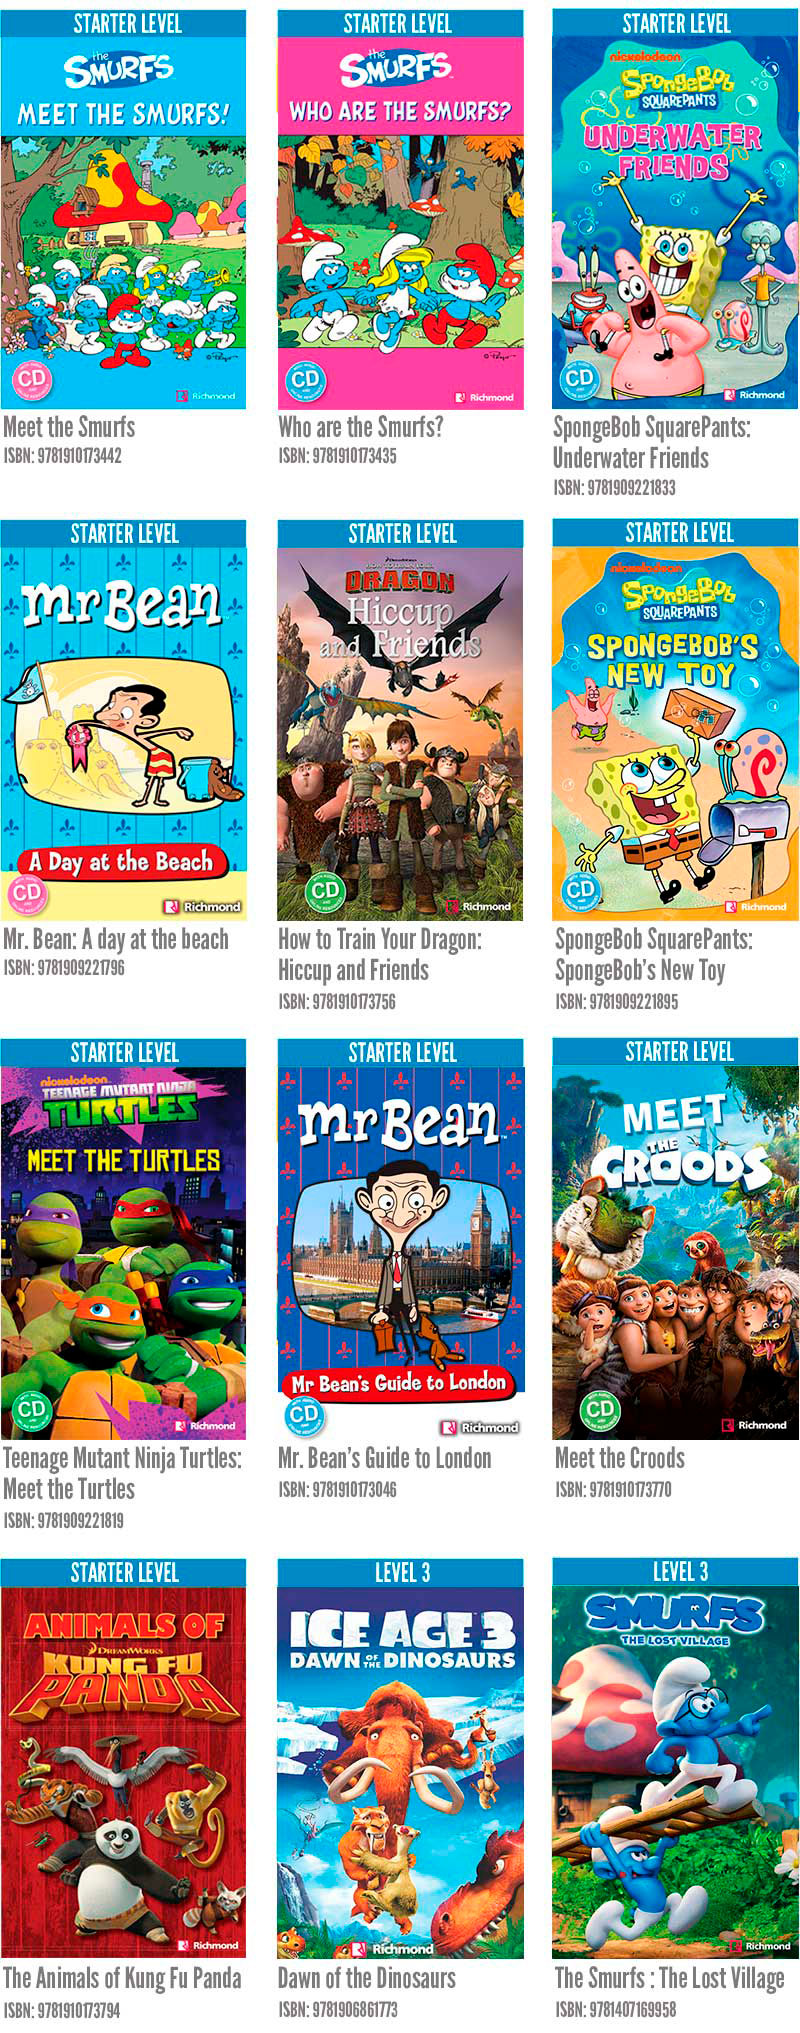 STARTER LEVEL
the
SMURFS
MEET THE SMURFS!
© Peyo
CD
Richmond
Meet the Smurfs
ISBN: 9781910173442
STARTER LEVEL
the
SMURFS
WHO ARE THE SMURFS?
© Peyo
CD
Richmond
Who are the Smurfs?
ISBN: 9781910173435
STARTER LEVEL
nickelodeon
SpongeBob
SQUAREPANTS
UNDERWATER
FRIENDS
CD
Richmond
SpongeBob SquarePants:
Underwater Friends
ISBN: 9781909221833
STARTER LEVEL
mr Bean
A Day at the Beach
CD
Richmond
Mr. Bean: A day at the beach
ISBN: 9781909221796
STARTER LEVEL
DreamWorks
HOW TO TRAIN YOUR
DRAGON
Hiccup
and Friends
CD
Richmond
How to Train Your Dragon:
Hiccup and Friends
ISBN: 9781910173756
STARTER LEVEL
nickelodeon
SpongeBob
SQUAREPANTS
SPONGEBOB'S
NEW TOY
CD
Richmond
SpongeBob SquarePants:
SpongeBob's New Toy
ISBN: 9781909221895
STARTER LEVEL
nickelodeon
TEENAGE MUTANT NINJA
TURTLES
MEET THE TURTLES
CD
Richmond
Teenage Mutant Ninja Turtles:
Meet the Turtles
ISBN: 9781909221819
STARTER LEVEL
mr Bean
Mr Bean's Guide to London
CD
Richmond
Mr. Bean's Guide to London
ISBN: 9781910173046
STARTER LEVEL
MEET
THE
CROODS
CD
Richmond
Meet the Croods
ISBN: 9781910173770
STARTER LEVEL
ANIMALS OF
DREAMWORKS
KUNG FU
PANDA
Richmond
The Animals of Kung Fu Panda
ISBN: 9781910173794
LEVEL 3
ICE AGE 3
DAWN OF THE DINOSAURS
Richmond
Dawn of the Dinosaurs
ISBN: 9781906861773
LEVEL 3
SMURFS
THE LOST VILLAGE
Richmond
The Smurfs : The Lost Village
ISBN: 9781407169958